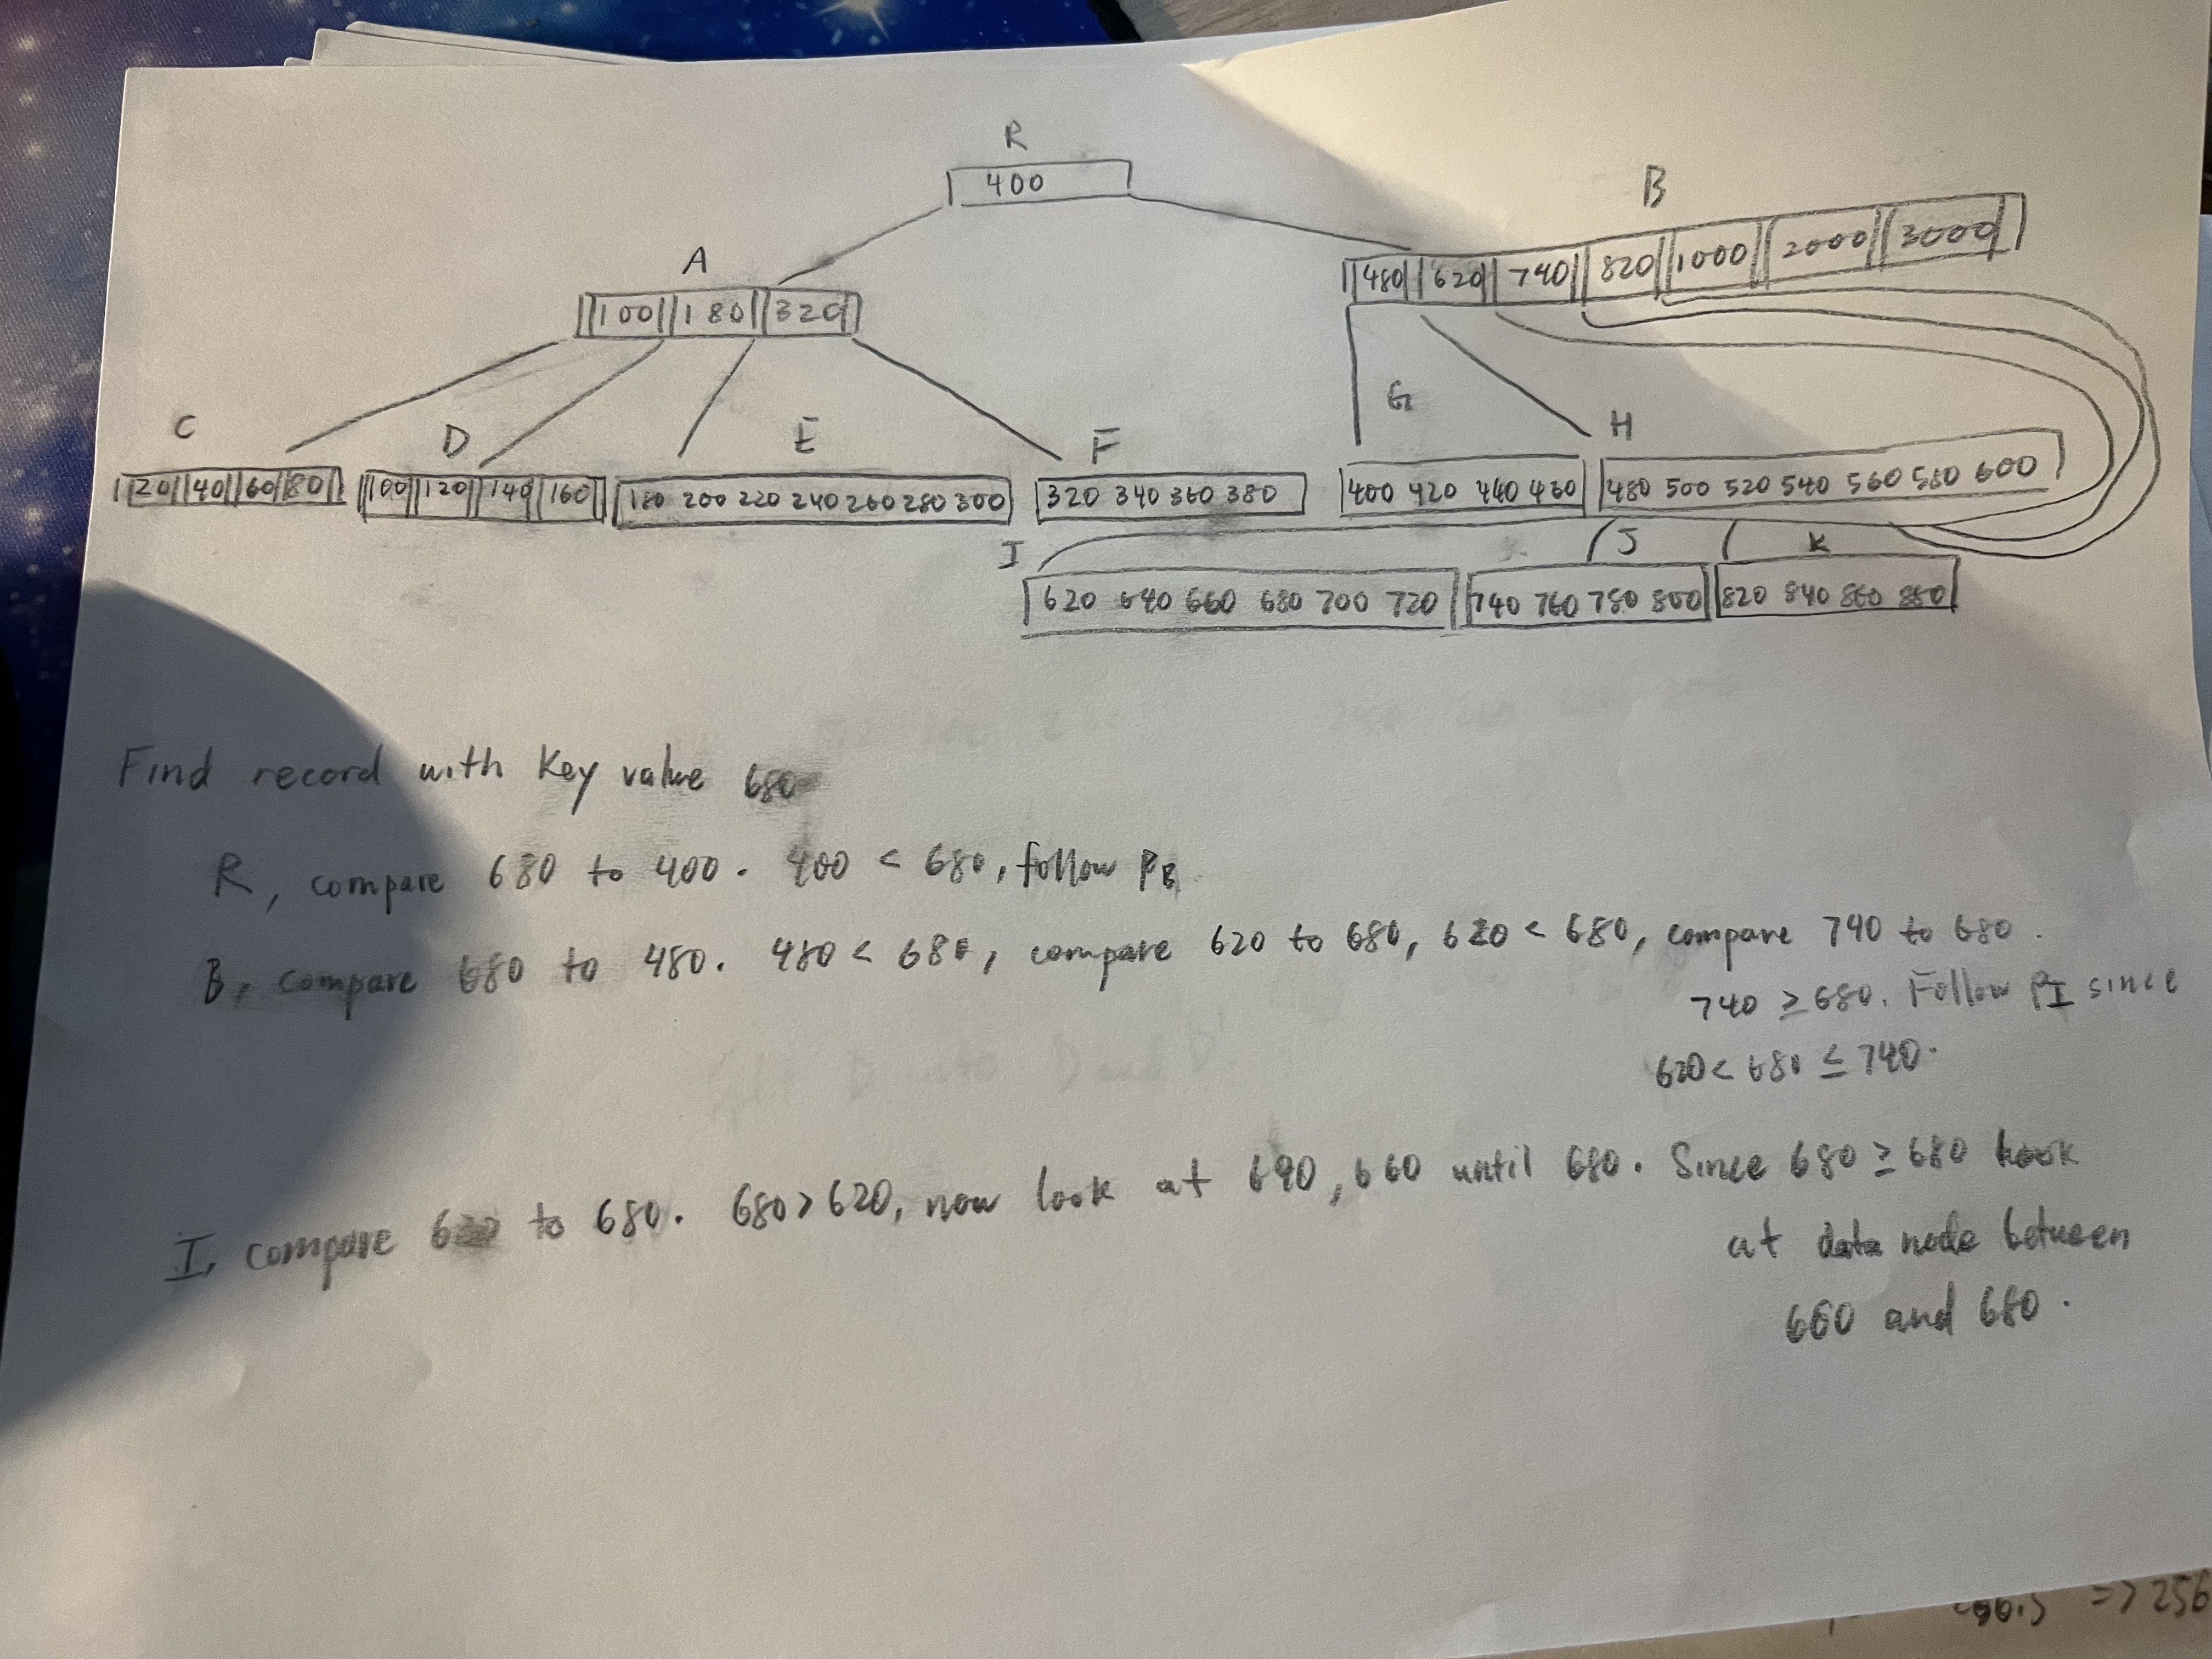 R
400
B
480 620 740 820 1000 2000 3000
A
100 180 320
G
C D E F H
20 40 60 80 100 120 140 160 180 200 220 240 260 280 300 320 340 360 380 400 420 440 460 480 500 520 540 560 580 600
I J K
620 640 660 680 700 720 740 760 780 800 820 840 860 880
Find record with Key value 680
R, compare 680 to 400. 400 < 680, follow PB
B, compare 680 to 480. 480 < 680, compare 620 to 680, 620 < 680, compare 740 to 680.
740 ≥ 680. Follow PI since
620 < 680 ≤ 740.
I, compare 620 to 680. 680 > 620, now look at 640, 660 until 680. Since 680 ≥ 680 look
at data node between
660 and 680.
=> 256